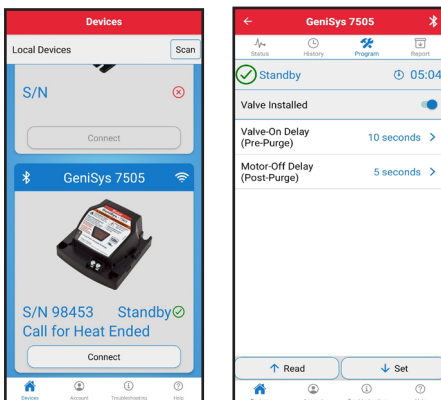 Devices
Local Devices Scan
S/N
Connect
GeniSys 7505
S/N 98453 Standby
Call for Heat Ended
Connect
Devices Account Troubleshooting Help
GeniSys 7505
Status History Program Report
Standby 05:04
Valve Installed
Valve-On Delay
(Pre-Purge) 10 seconds
Motor-Off Delay
(Post-Purge) 5 seconds
Read Set